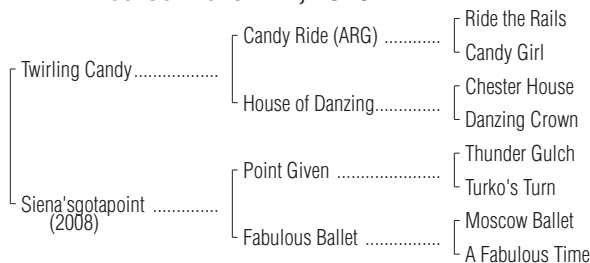 Ride the Rails
Candy Ride (ARG) ............
Candy Girl
Twirling Candy.................
Chester House
House of Danzing..............
Danzing Crown
Thunder Gulch
Point Given ................
Turko's Turn
Siena'sgotapoint .............
(2008)
Moscow Ballet
Fabulous Ballet ...............
A Fabulous Time